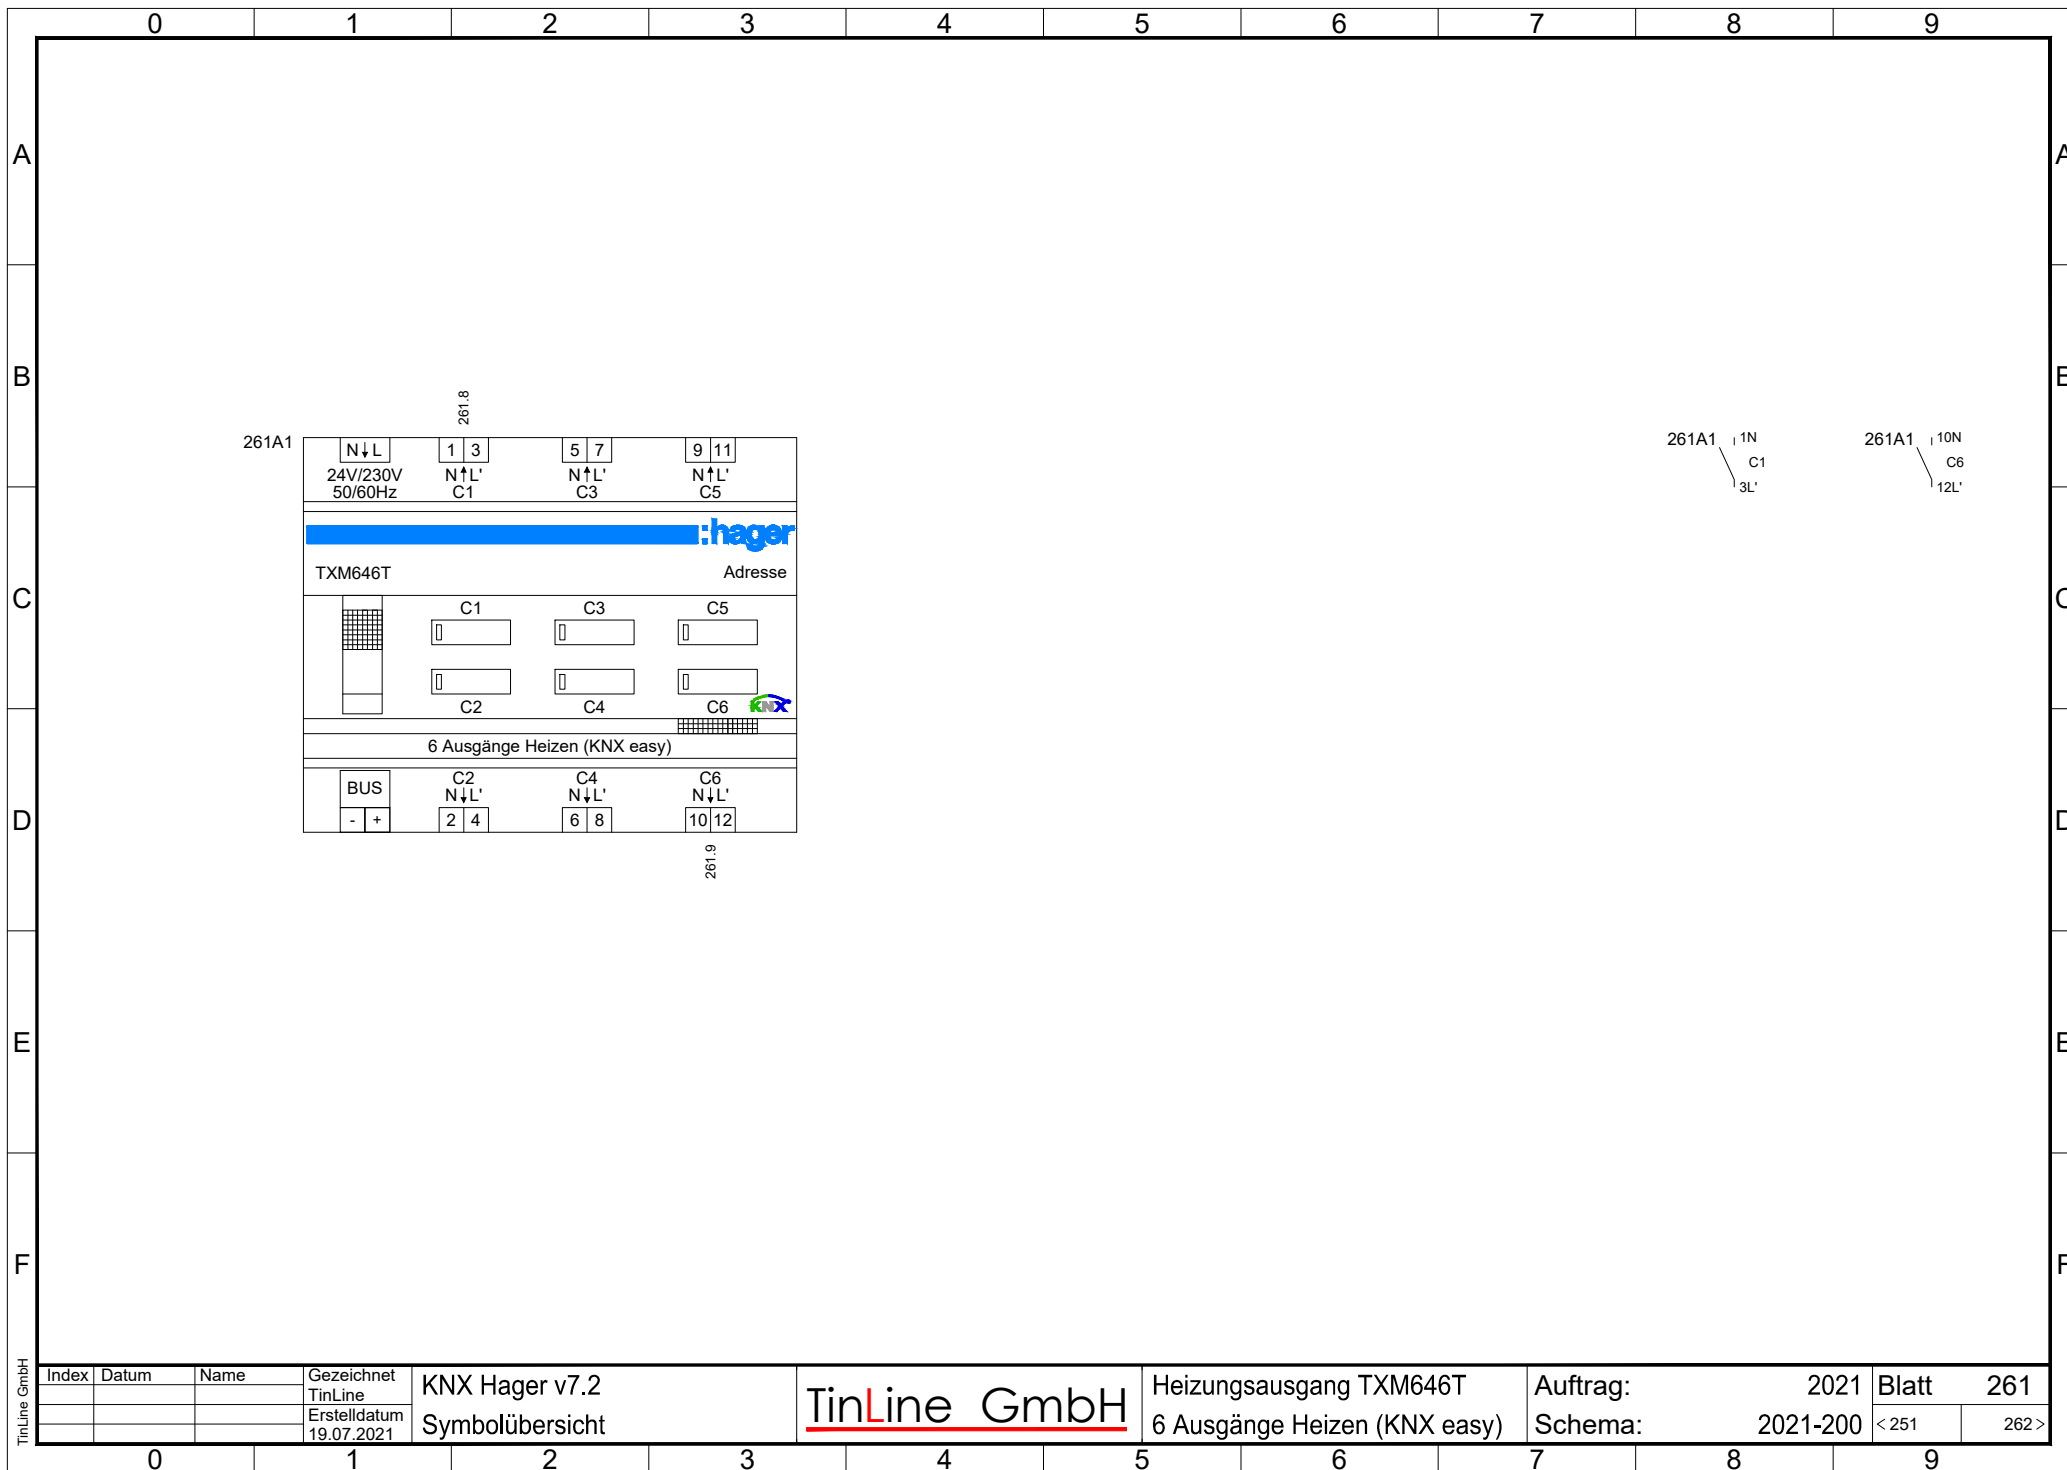 0 1 2 3 4 5 6 7 8 9
A A
B B
C C
D D
E E
F F
261.8
261A1
N L 1 3 5 7 9 11
24V/230V N L' N L' N L'
50/60Hz C1 C3 C5
:hager
TXM646T Adresse
C1 C3 C5
C2 C4 C6 KNX
6 Ausgänge Heizen (KNX easy)
BUS C2 C4 C6
N L' N L' N L'
- + 2 4 6 8 10 12
261.9
261A1 1N
C1
3L'
261A1 10N
C6
12L'
TinLine GmbH
Index Datum Name
Gezeichnet
TinLine
Erstelldatum
19.07.2021
KNX Hager v7.2
Symbolübersicht
TinLine GmbH
Heizungsausgang TXM646T
6 Ausgänge Heizen (KNX easy)
Auftrag: 2021
Schema: 2021-200
Blatt 261
< 251 262 >
0 1 2 3 4 5 6 7 8 9